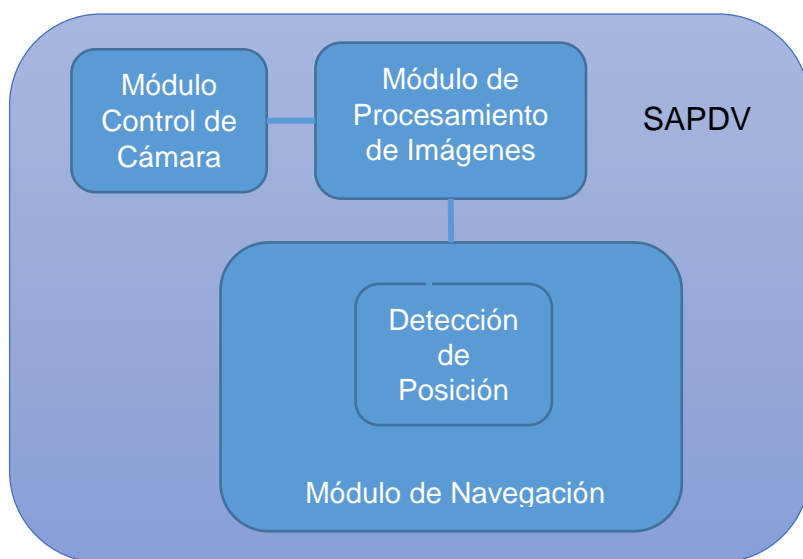 Módulo
Control de
Cámara
Módulo de
Procesamiento
de Imágenes
SAPDV
Detección
de
Posición
Módulo de Navegación